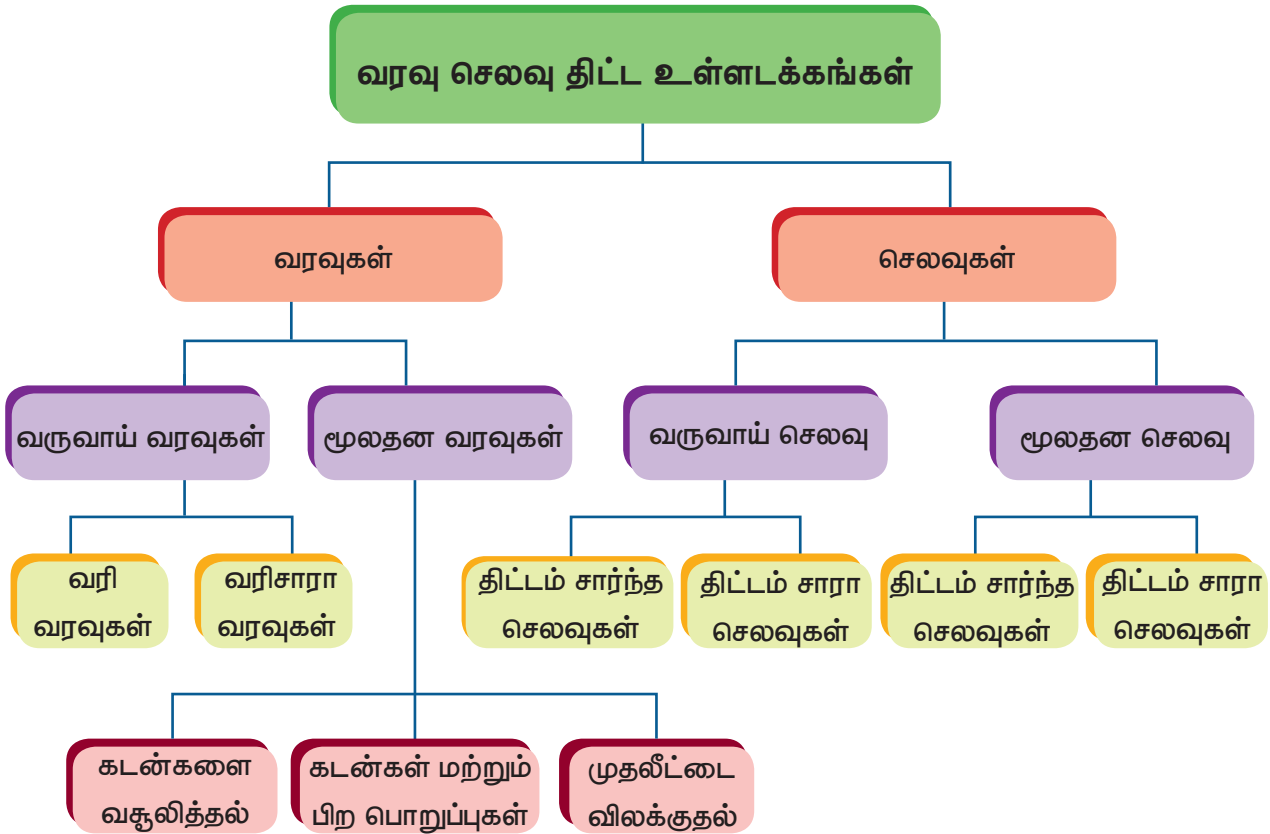 வரவு செலவு திட்ட உள்ளடக்கங்கள்
வரவுகள்
செலவுகள்
வருவாய் வரவுகள்
மூலதன வரவுகள்
வருவாய் செலவு
மூலதன செலவு
வரி
வரவுகள்
வரிசாரா
வரவுகள்
திட்டம் சார்ந்த
செலவுகள்
திட்டம் சாரா
செலவுகள்
திட்டம் சார்ந்த
செலவுகள்
திட்டம் சாரா
செலவுகள்
கடன்களை
வசூலித்தல்
கடன்கள் மற்றும்
பிற பொறுப்புகள்
முதலீட்டை
விலக்குதல்